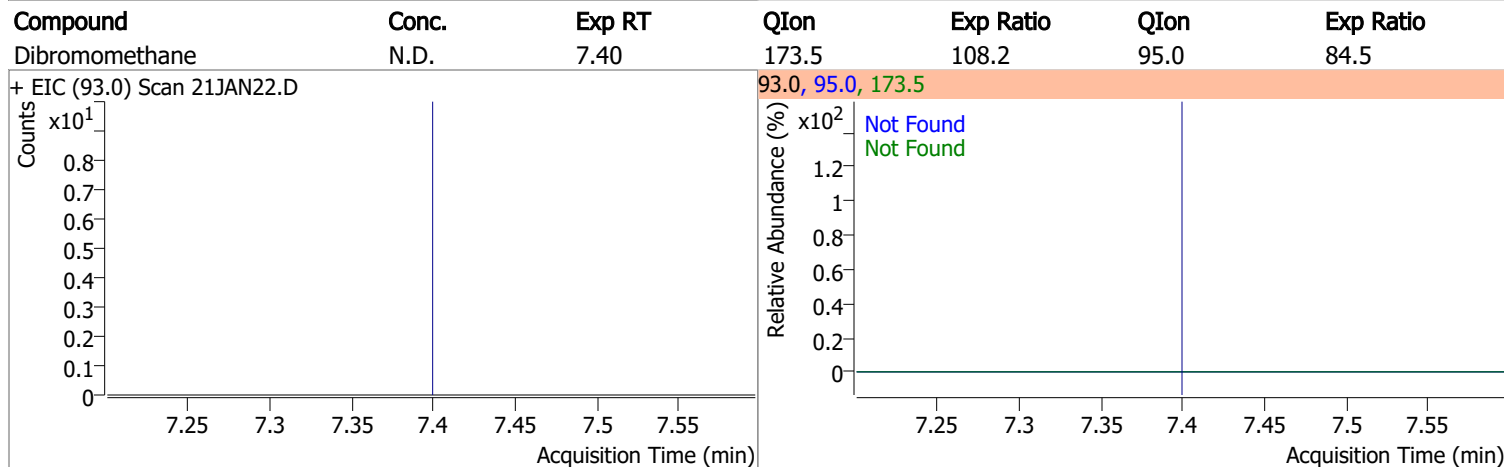 Compound Conc. Exp RT QIon Exp Ratio QIon Exp Ratio
Dibromomethane N.D. 7.40 173.5 108.2 95.0 84.5
+ EIC (93.0) Scan 21JAN22.D
Counts
x10¹
0.8
0.7
0.6
0.5
0.4
0.3
0.2
0.1
0
7.25 7.3 7.35 7.4 7.45 7.5 7.55
Acquisition Time (min)
93.0, 95.0, 173.5
Relative Abundance (%)
x10²
Not Found
Not Found
1.2
1
0.8
0.6
0.4
0.2
0
7.25 7.3 7.35 7.4 7.45 7.5 7.55
Acquisition Time (min)